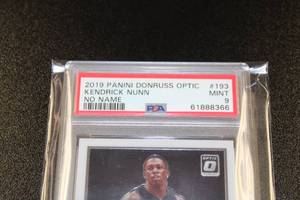 2019 PANINI DONRUSS OPTIC #193
KENDRICK NUNN MINT
NO NAME PSA 9
61888366
OPTIC